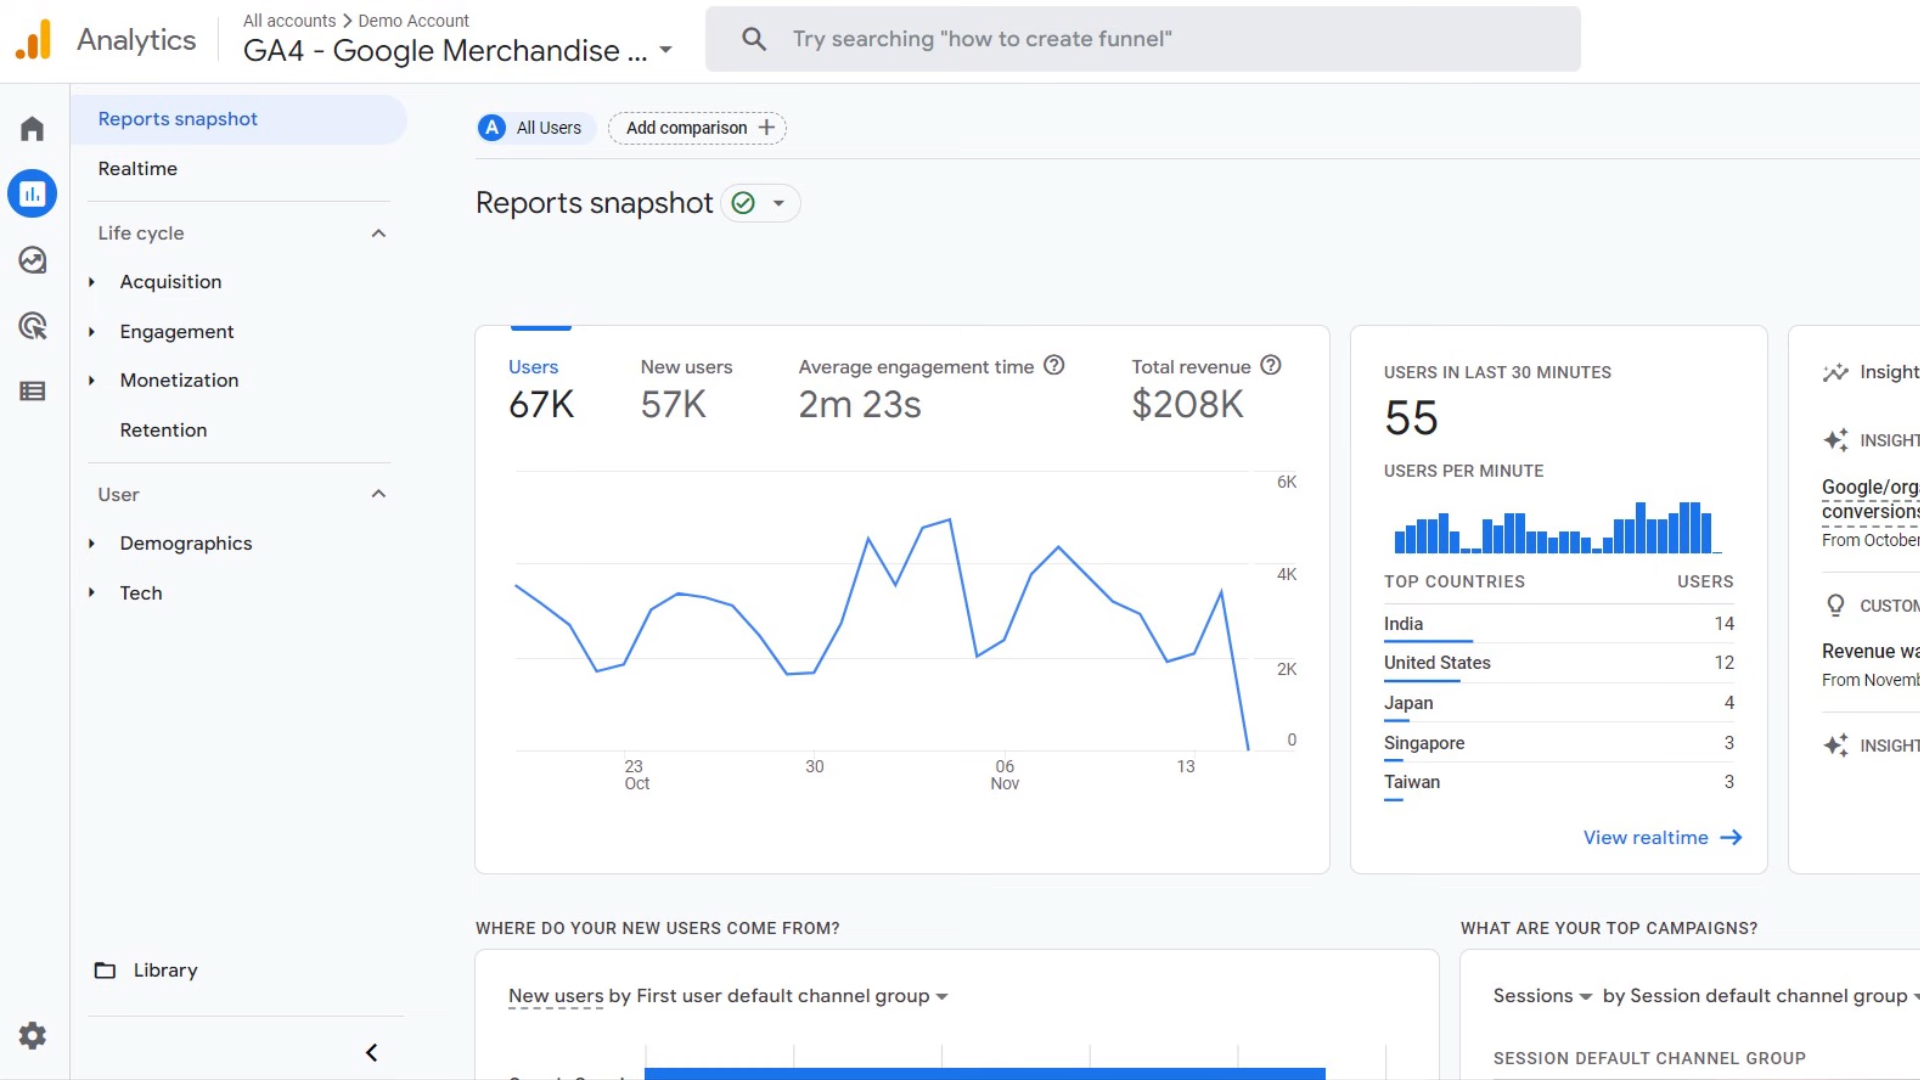 Analytics
All accounts > Demo Account
GA4 - Google Merchandise ...
Try searching "how to create funnel"
Reports snapshot
Realtime
Life cycle
Acquisition
Engagement
Monetization
Retention
User
Demographics
Tech
Library
A All Users
Add comparison +
Reports snapshot
Users
67K
New users
57K
Average engagement time
2m 23s
Total revenue
$208K
6K
4K
2K
0
23
Oct
30
06
Nov
13
USERS IN LAST 30 MINUTES
55
USERS PER MINUTE
TOP COUNTRIES USERS
India 14
United States 12
Japan 4
Singapore 3
Taiwan 3
View realtime
Insight
INSIGHT
Google/org
conversions
From October
CUSTOM
Revenue wa
From Novemb
INSIGHT
WHERE DO YOUR NEW USERS COME FROM?
New users by First user default channel group
WHAT ARE YOUR TOP CAMPAIGNS?
Sessions by Session default channel group
SESSION DEFAULT CHANNEL GROUP